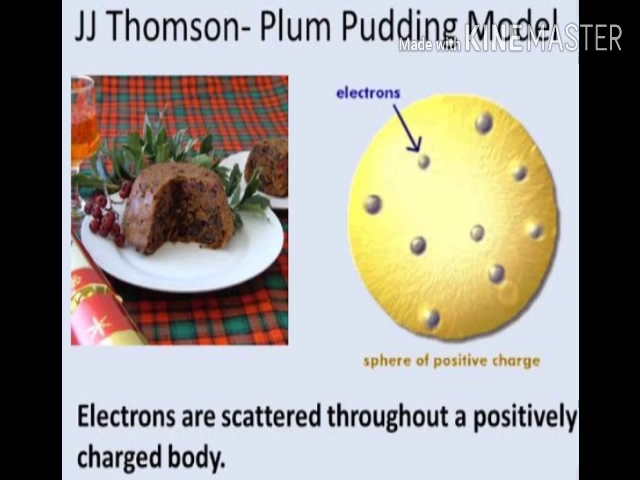 JJ Thomson- Plum Pudding Model
Made with KINEMASTER
electrons
sphere of positive charge
Electrons are scattered throughout a positively
charged body.